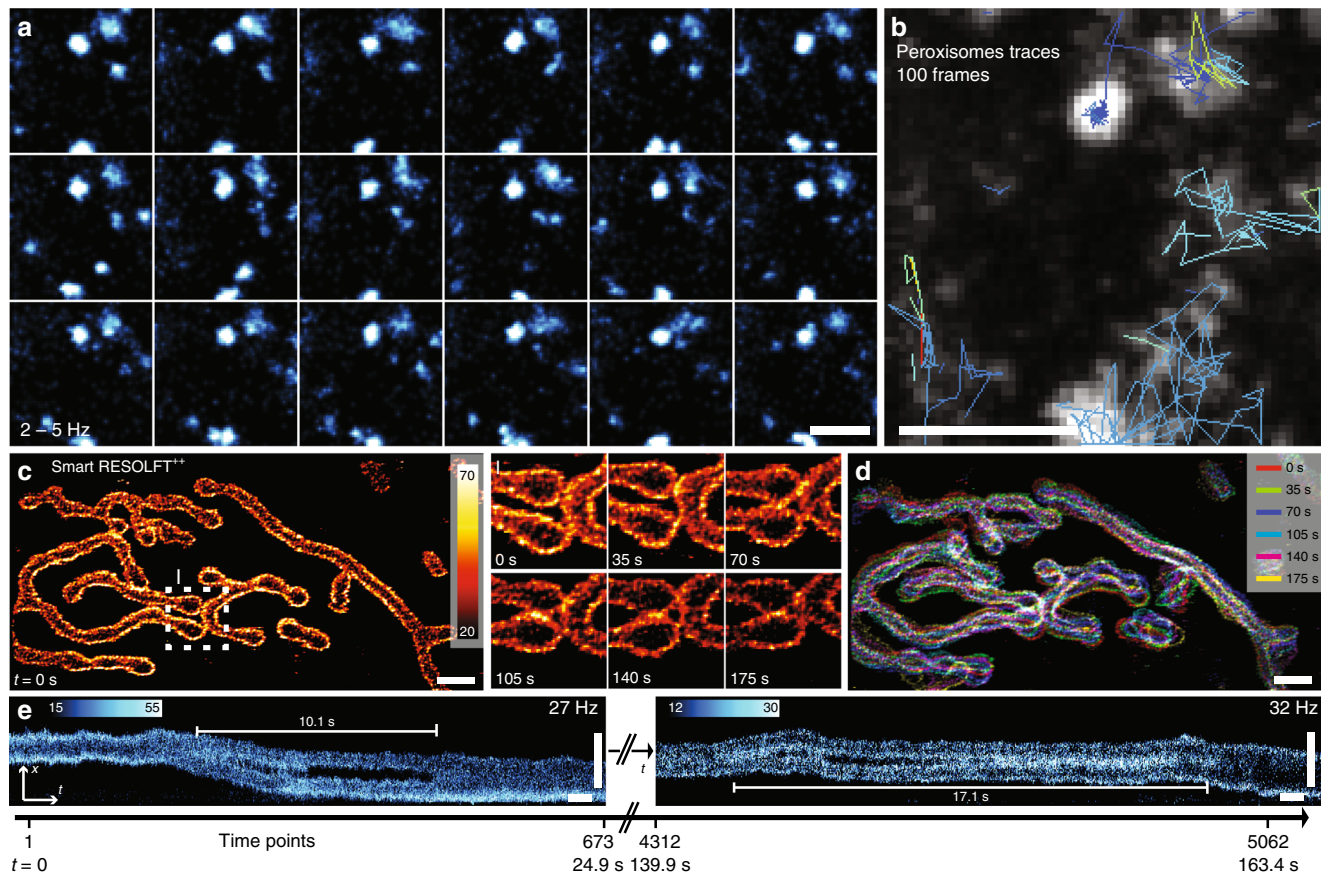 a
2 – 5 Hz
b
Peroxisomes traces
100 frames
c
Smart RESOLFT++
70
20
I
t = 0 s
I
0 s
35 s
70 s
105 s
140 s
175 s
d
0 s
35 s
70 s
105 s
140 s
175 s
e
15
55
27 Hz
10.1 s
x
t
t
12
30
32 Hz
17.1 s
1
Time points
673
4312
5062
t = 0
24.9 s
139.9 s
163.4 s